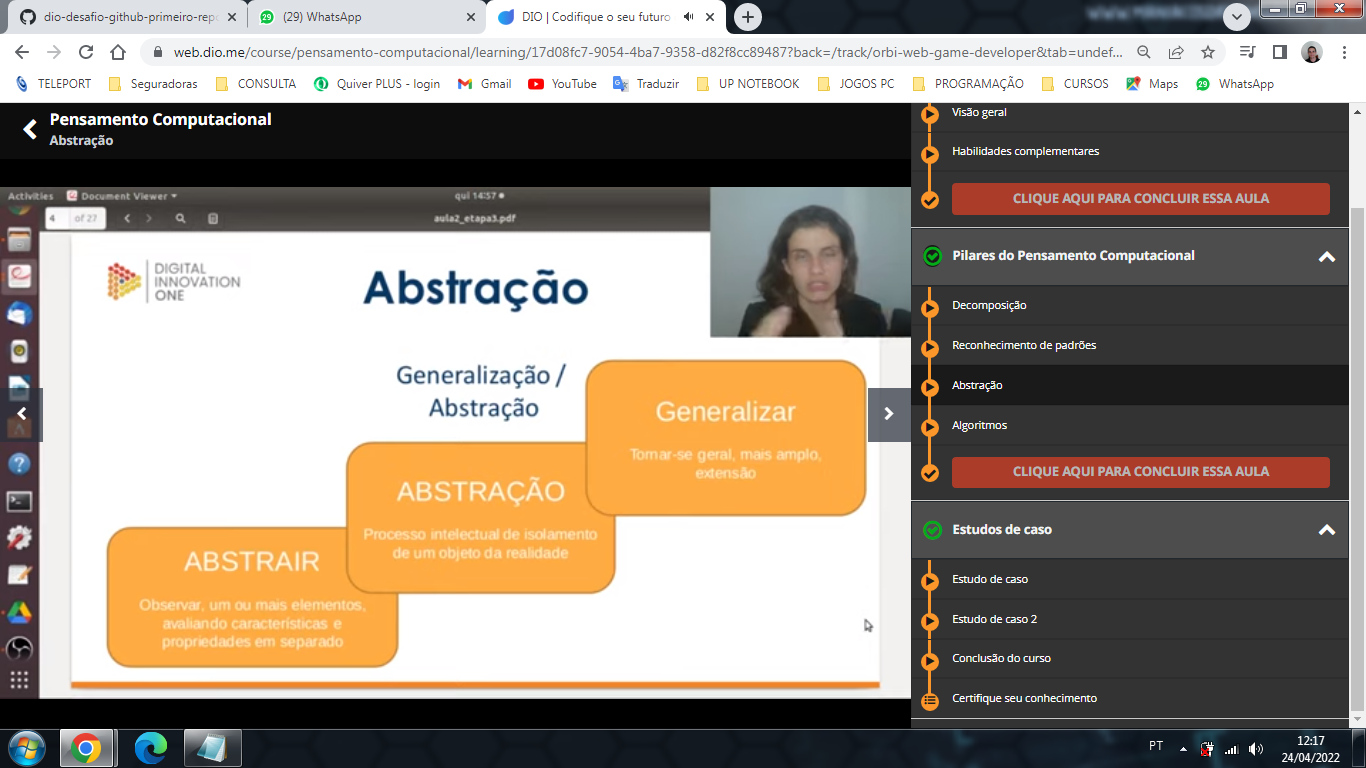 dio-desafio-github-primeiro-repo
(29) WhatsApp
DIO | Codifique o seu futuro
web.dio.me/course/pensamento-computacional/learning/17d08fc7-9054-4ba7-9358-d82f8cc89487?back=/track/orbi-web-game-developer&tab=undef...
TELEPORT
Seguradoras
CONSULTA
Quiver PLUS - login
Gmail
YouTube
Traduzir
UP NOTEBOOK
JOGOS PC
PROGRAMAÇÃO
CURSOS
Maps
29
WhatsApp
Pensamento Computacional
Abstração
Activities
Document Viewer
qui 14:57
4 of 27
aula2_etapa3.pdf
DIGITAL
INNOVATION
ONE
Abstração
Generalização /
Abstração
Generalizar
Tornar-se geral, mais amplo,
extensão
ABSTRAÇÃO
Processo intelectual de isolamento
de um objeto da realidade
ABSTRAIR
Observar, um ou mais elementos,
avaliando características e
propriedades em separado
Visão geral
Habilidades complementares
CLIQUE AQUI PARA CONCLUIR ESSA AULA
Pilares do Pensamento Computacional
Decomposição
Reconhecimento de padrões
Abstração
Algoritmos
CLIQUE AQUI PARA CONCLUIR ESSA AULA
Estudos de caso
Estudo de caso
Estudo de caso 2
Conclusão do curso
Certifique seu conhecimento
PT
12:17
24/04/2022